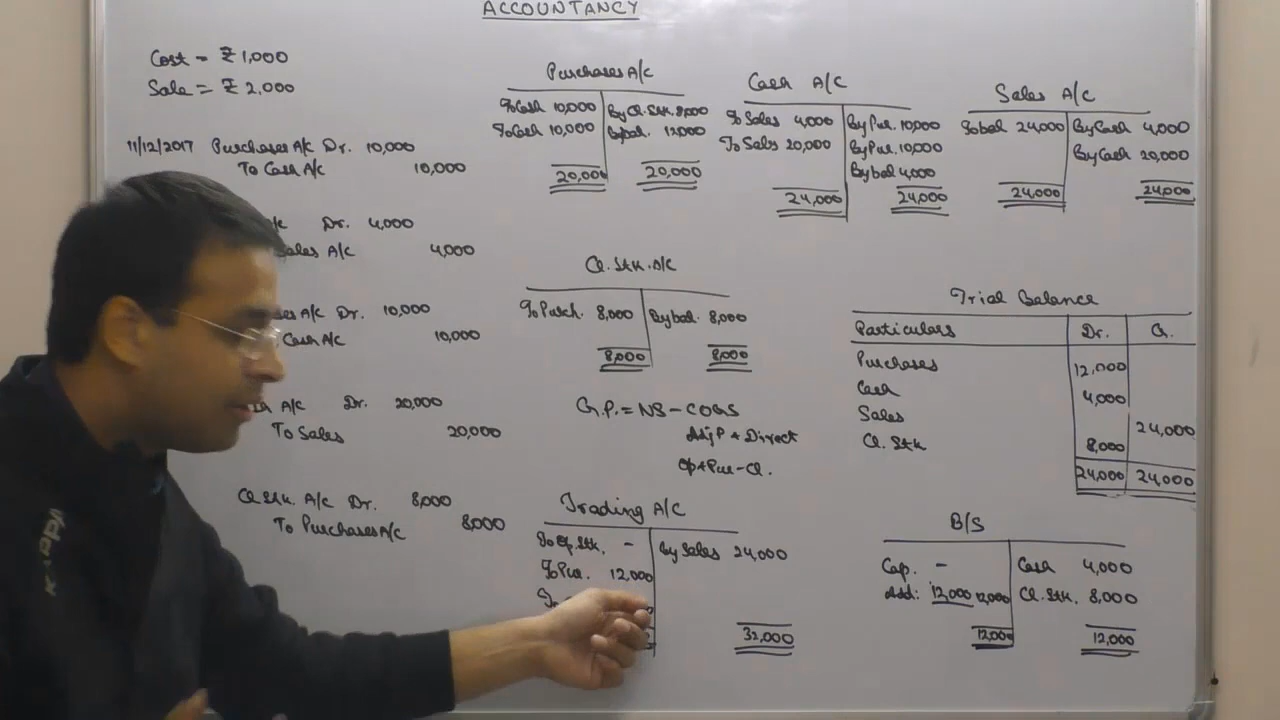 ACCOUNTANCY
Cost = ₹ 1,000
Sale = ₹ 2,000
11/12/2017 Purchases A/c Dr. 10,000
To Cash A/c 10,000
Dr. 4,000
Sales A/c 4,000
A/c Dr. 10,000
Cash A/c 10,000
A/c Dr. 20,000
To Sales 20,000
Cl. Stk. A/c Dr. 8,000
To Purchases A/c 8,000
Purchases A/c
To Cash 10,000 By Cl. Stk. 8,000
To Cash 10,000 By bal. 12,000
20,000 20,000
Cash A/C
To Sales 4,000 By Pur. 10,000
To Sales 20,000 By Pur. 10,000
By bal 4,000
24,000 24,000
Sales A/C
To bal 24,000 By Cash 4,000
By Cash 20,000
24,000 24,000
Cl. Stk. A/c
To Purch. 8,000 By bal. 8,000
8,000 8,000
G.P. = NS - COGS
Adj P + Direct
Op + Pur - Cl.
Trading A/C
To Op. Stk. - By Sales 24,000
To Pur. 12,000
32,000
Trial Balance
Particulars Dr. Cr.
Purchases 12,000
Cash 4,000
Sales 24,000
Cl. Stk 8,000
24,000 24,000
B/S
Cap. - Cash 4,000
Add: 12,000 12,000 Cl. Stk. 8,000
12,000 12,000
KAPPA